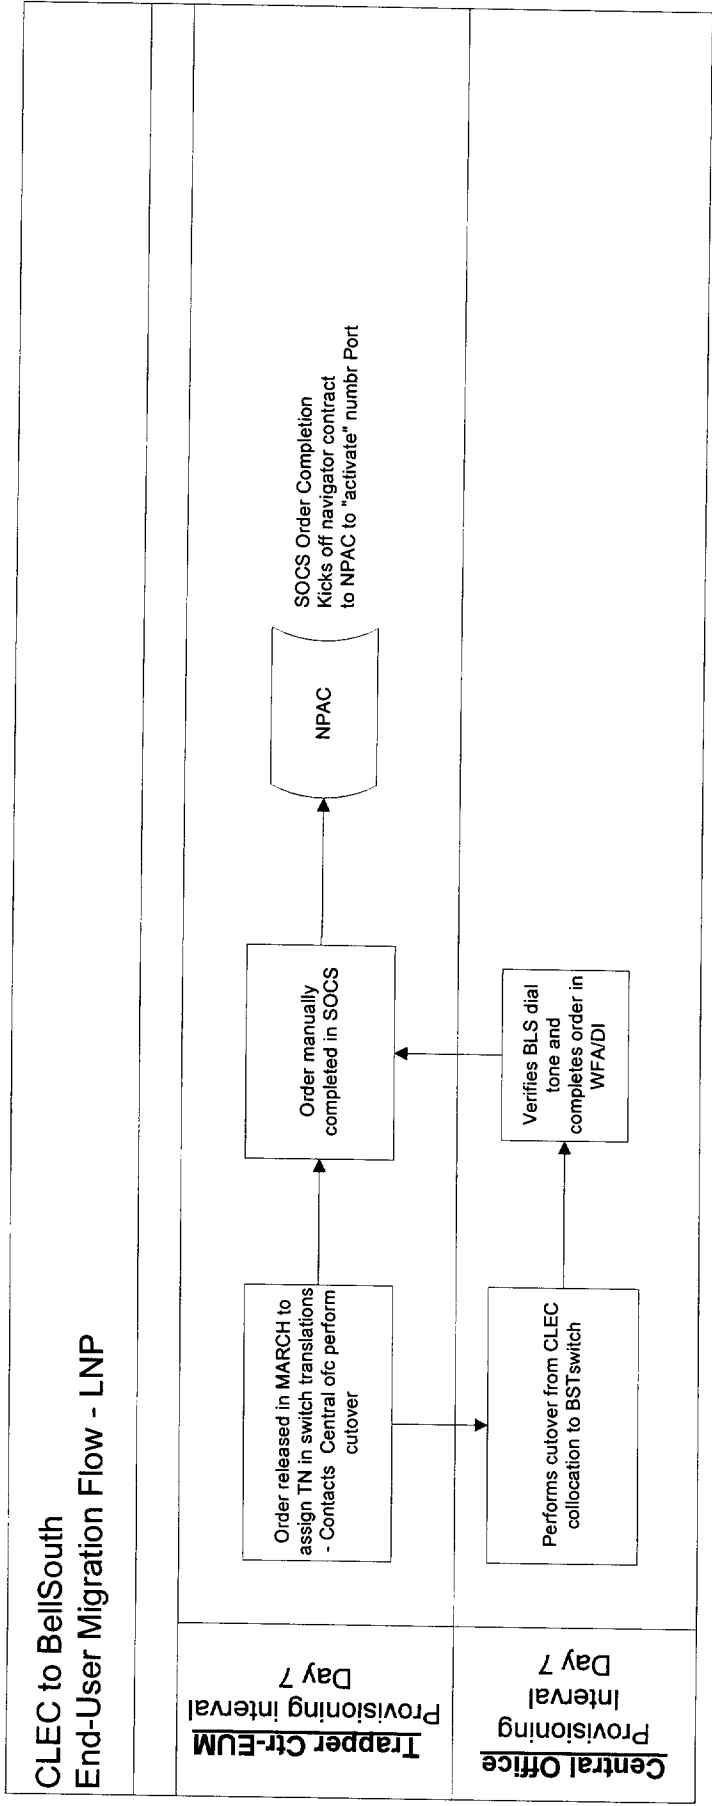 CLEC to BellSouth
End-User Migration Flow - LNP
Trapper Ctr-EUM
Provisioning interval
Day 7
Order released in MARCH to
assign TN in switch translations
- Contacts Central ofc perform
cutover
Order manually
completed in SOCS
NPAC
SOCS Order Completion
Kicks off navigator contract
to NPAC to "activate" numbr Port
Central Office
Provisioning
Interval
Day 7
Performs cutover from CLEC
collocation to BSTswitch
Verifies BLS dial
tone and
completes order in
WFA/DI